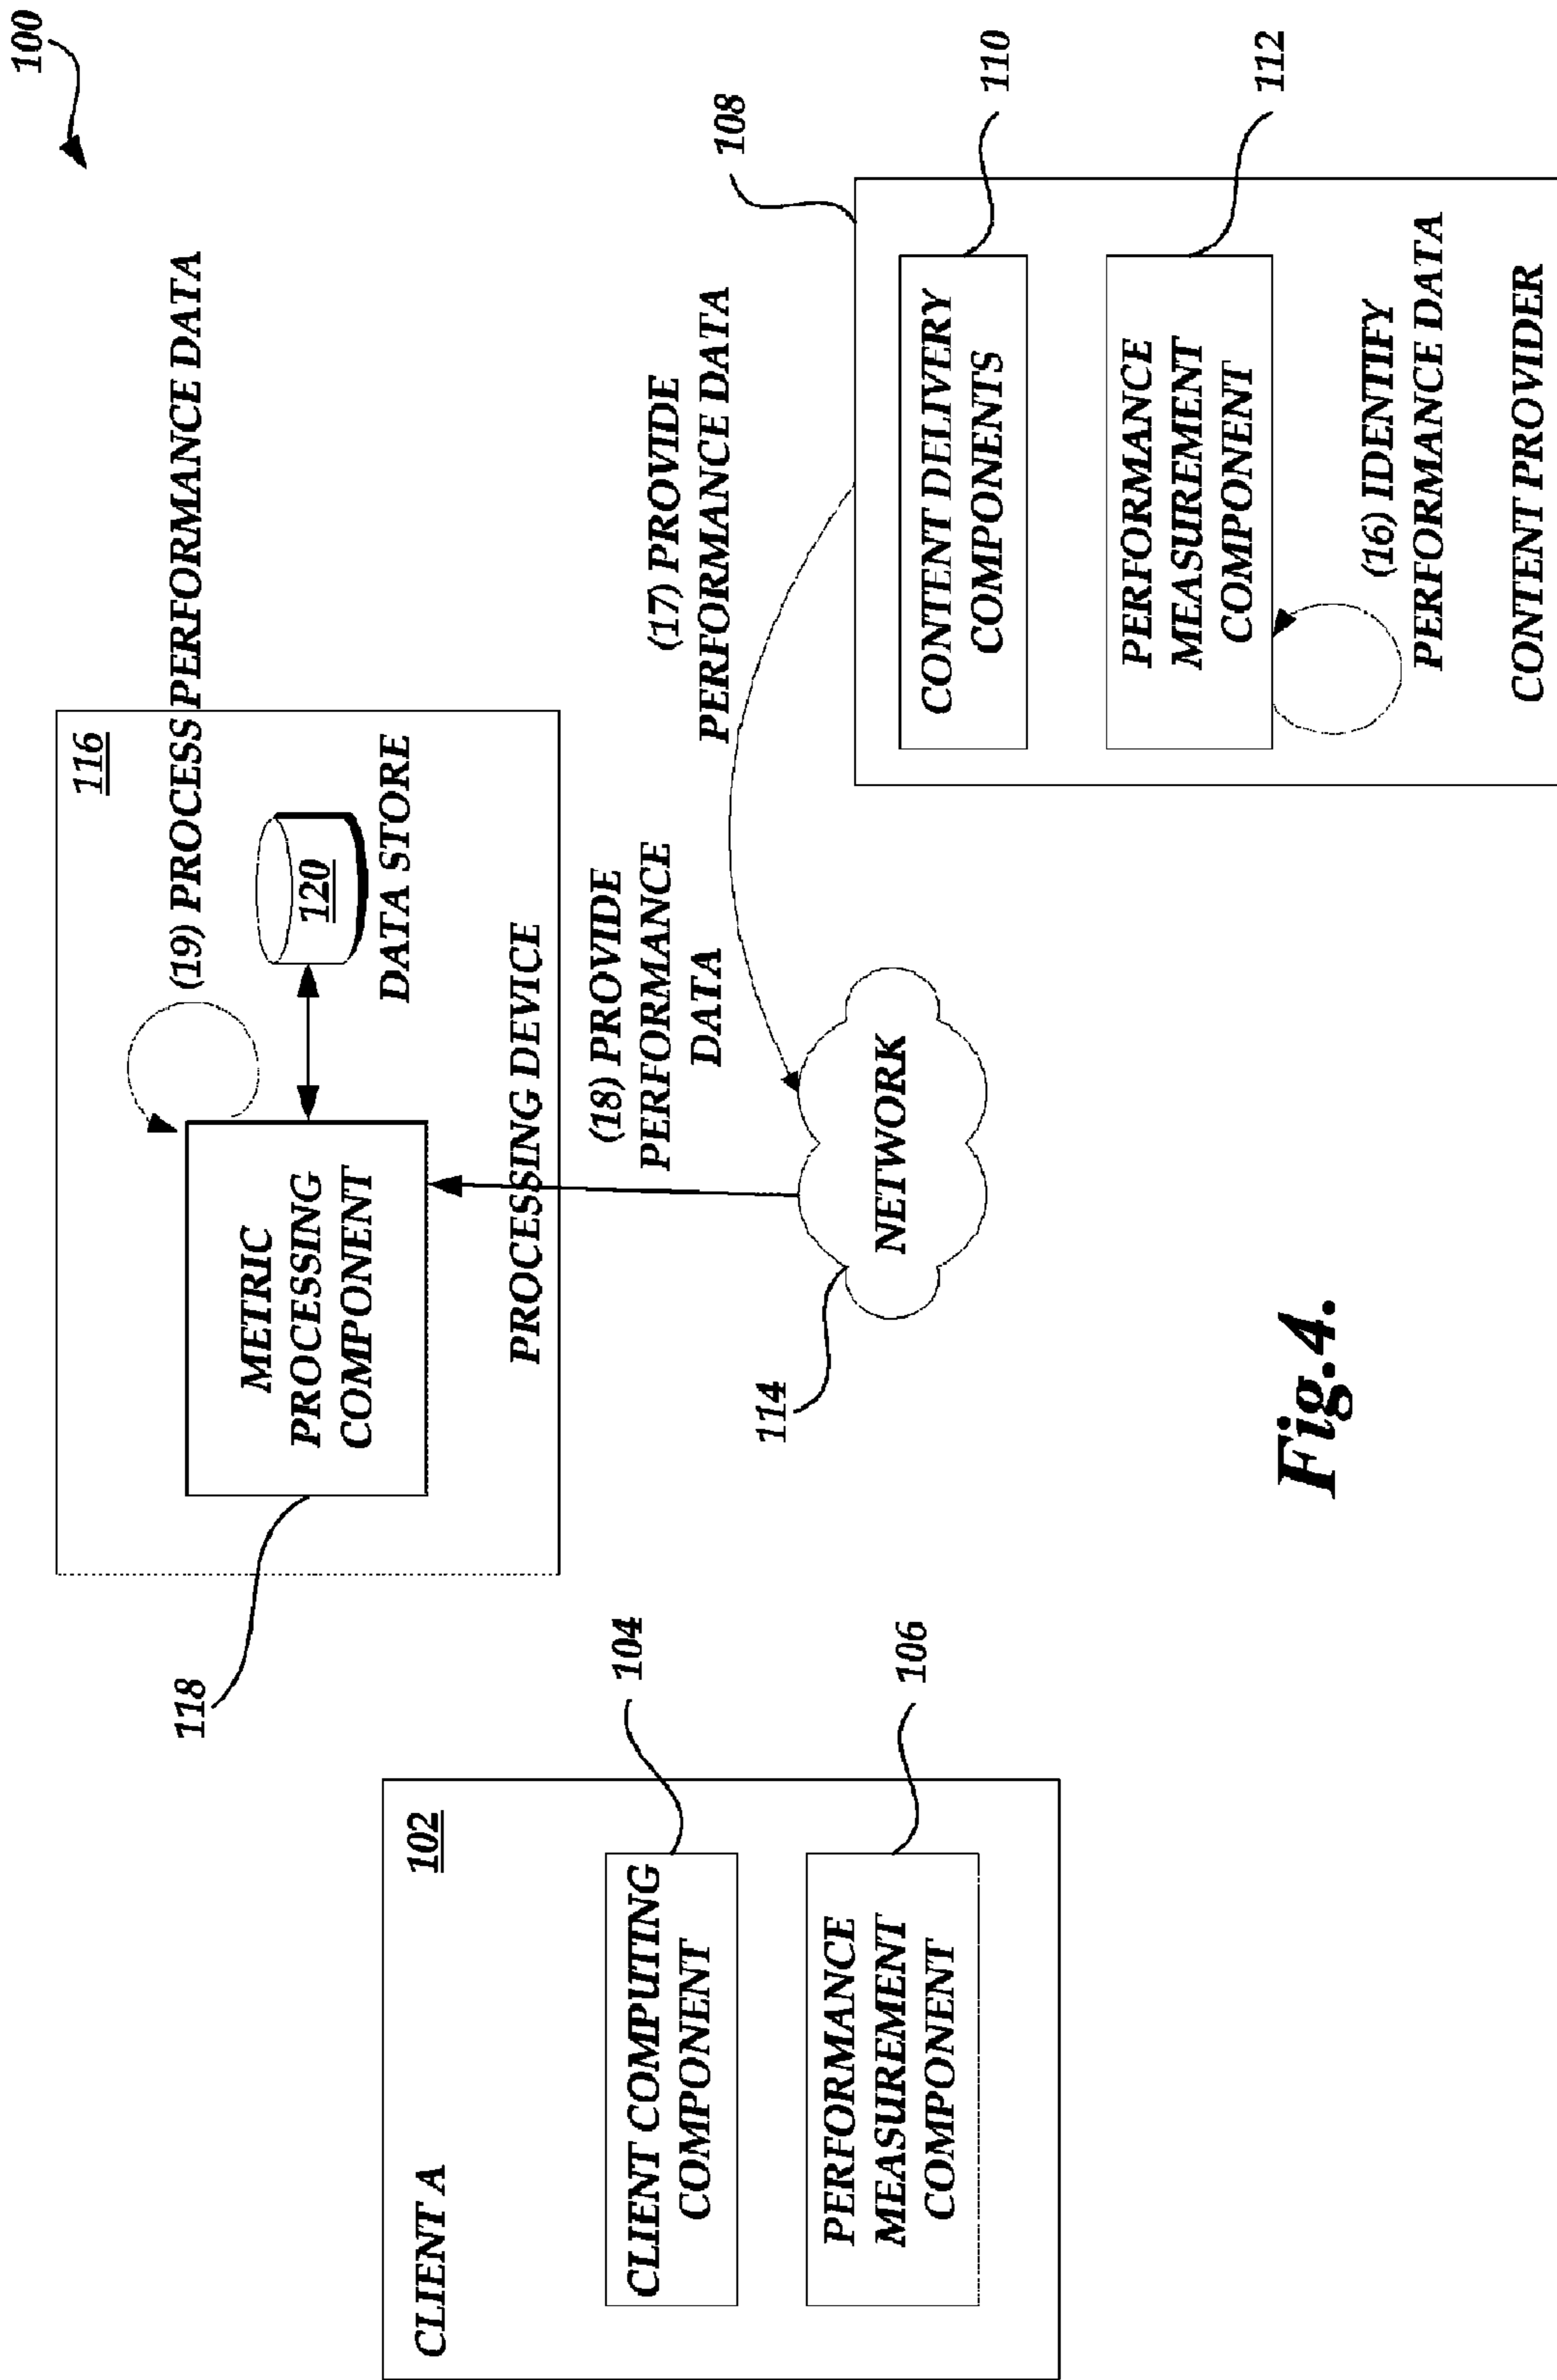 100
116
(19) PROCESS PERFORMANCE DATA
METRIC
PROCESSING
COMPONENT
120
DATA STORE
PROCESSING DEVICE
118
CLIENT A
102
CLIENT COMPUTING
COMPONENT
104
PERFORMANCE
MEASUREMENT
COMPONENT
106
(18) PROVIDE
PERFORMANCE
DATA
(17) PROVIDE
PERFORMANCE DATA
NETWORK
114
108
CONTENT DELIVERY
COMPONENTS
110
PERFORMANCE
MEASUREMENT
COMPONENT
112
(16) IDENTIFY
PERFORMANCE DATA
CONTENT PROVIDER
Fig.4.